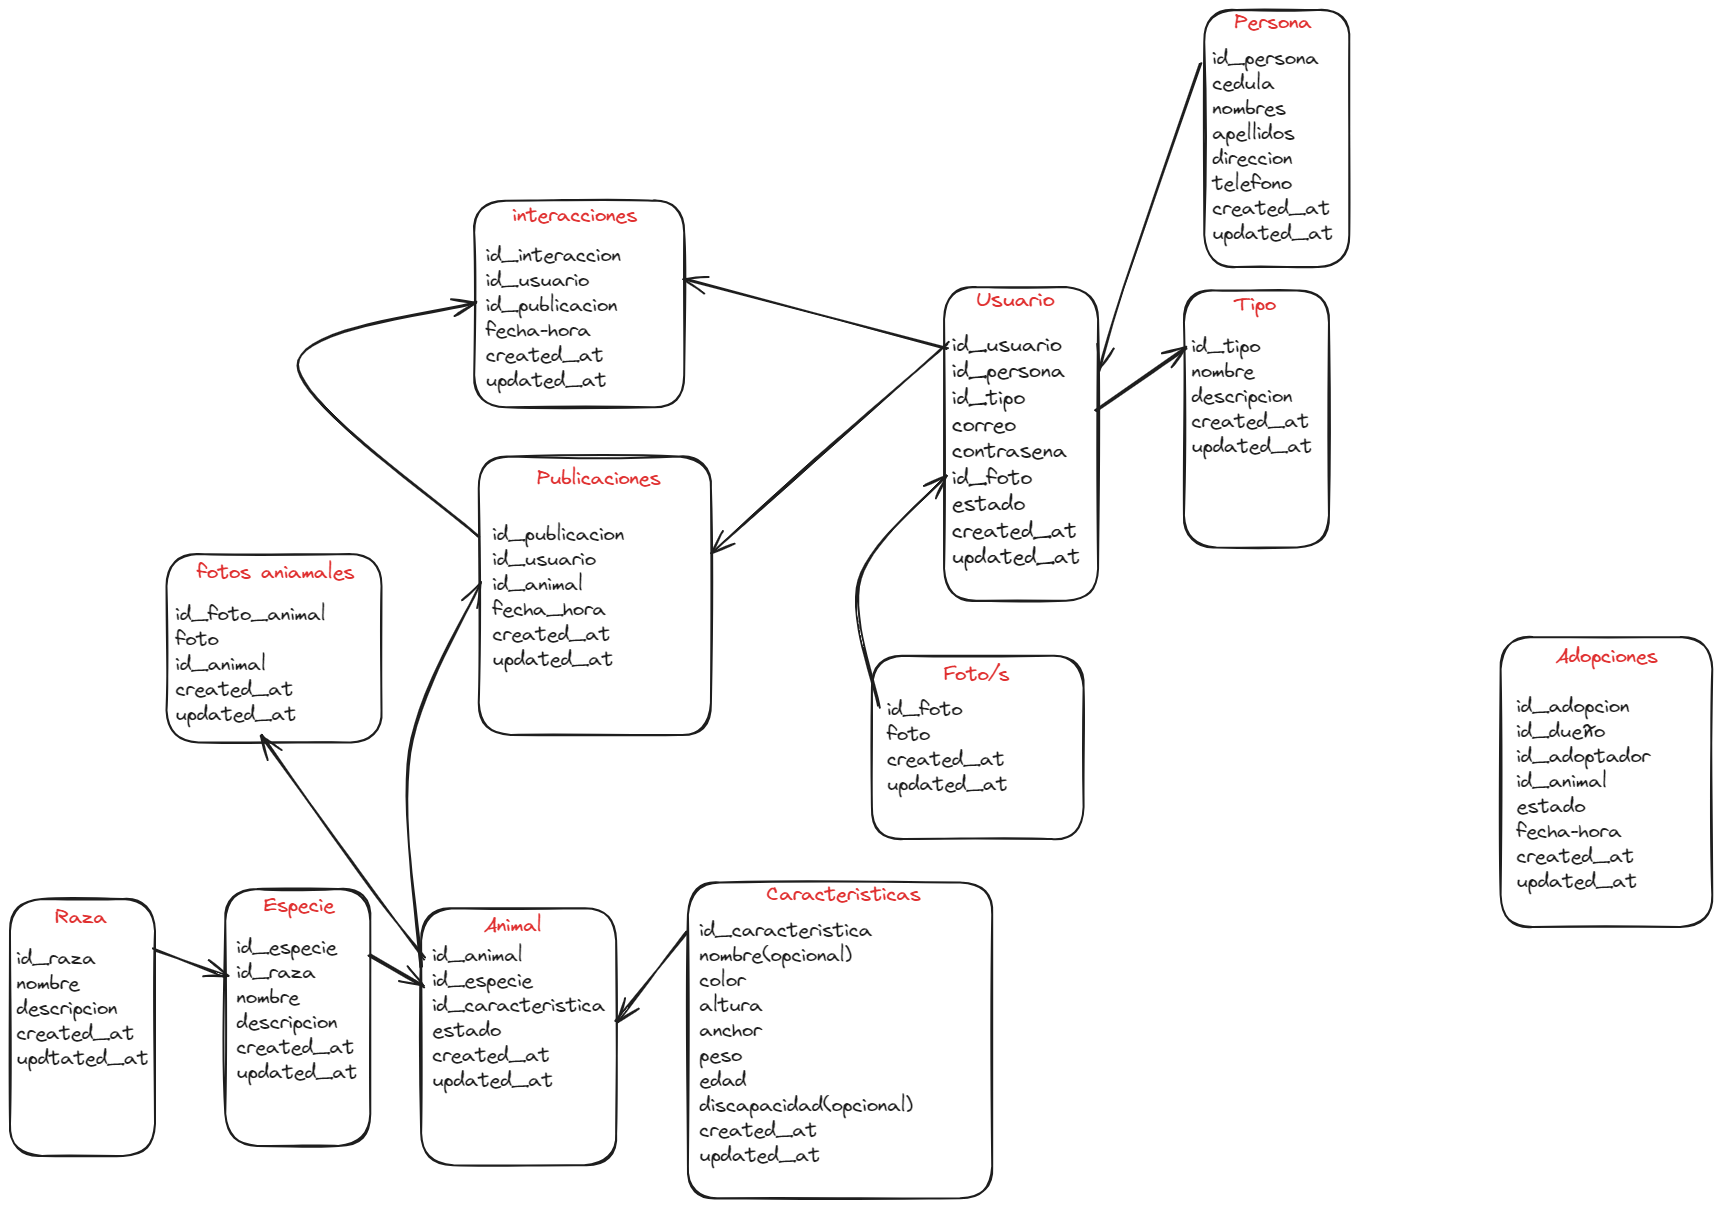 Persona
id_persona
cedula
nombres
apellidos
direccion
telefono
created_at
updated_at
interacciones
id_interaccion
id_usuario
id_publicacion
fecha-hora
created_at
updated_at
Usuario
id_usuario
id_persona
id_tipo
correo
contrasena
id_foto
estado
created_at
updated_at
Tipo
id_tipo
nombre
descripcion
created_at
updated_at
Publicaciones
id_publicacion
id_usuario
id_animal
fecha_hora
created_at
updated_at
fotos aniamales
id_foto_animal
foto
id_animal
created_at
updated_at
Foto/s
id_foto
foto
created_at
updated_at
Adopciones
id_adopcion
id_dueño
id_adoptador
id_animal
estado
fecha-hora
created_at
updated_at
Raza
id_raza
nombre
descripcion
created_at
updtated_at
Especie
id_especie
id_raza
nombre
descripcion
created_at
updated_at
Animal
id_animal
id_especie
id_caracteristica
estado
created_at
updated_at
Caracteristicas
id_caracteristica
nombre(opcional)
color
altura
anchor
peso
edad
discapacidad(opcional)
created_at
updated_at